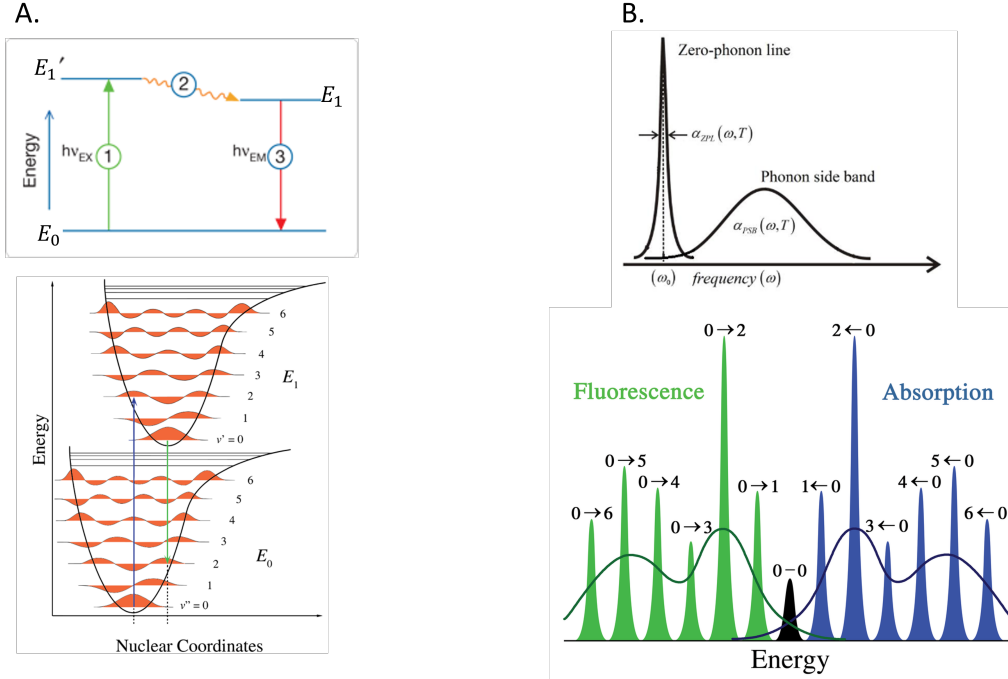 A.
E₁′
2
E₁
Energy
hνEX
1
hνEM
3
E₀
Energy
6
5
4
3
E₁
2
1
v' = 0
6
5
4
3
E₀
2
1
v'' = 0
Nuclear Coordinates
B.
Zero-phonon line
α_ZPL (ω,T)
Phonon side band
α_PSB (ω,T)
(ω₀) frequency (ω)
0→2
2←0
Fluorescence
Absorption
0→5
5←0
0→4
0→1
1←0
4←0
0→6
0→3
3←0
6←0
0−0
Energy